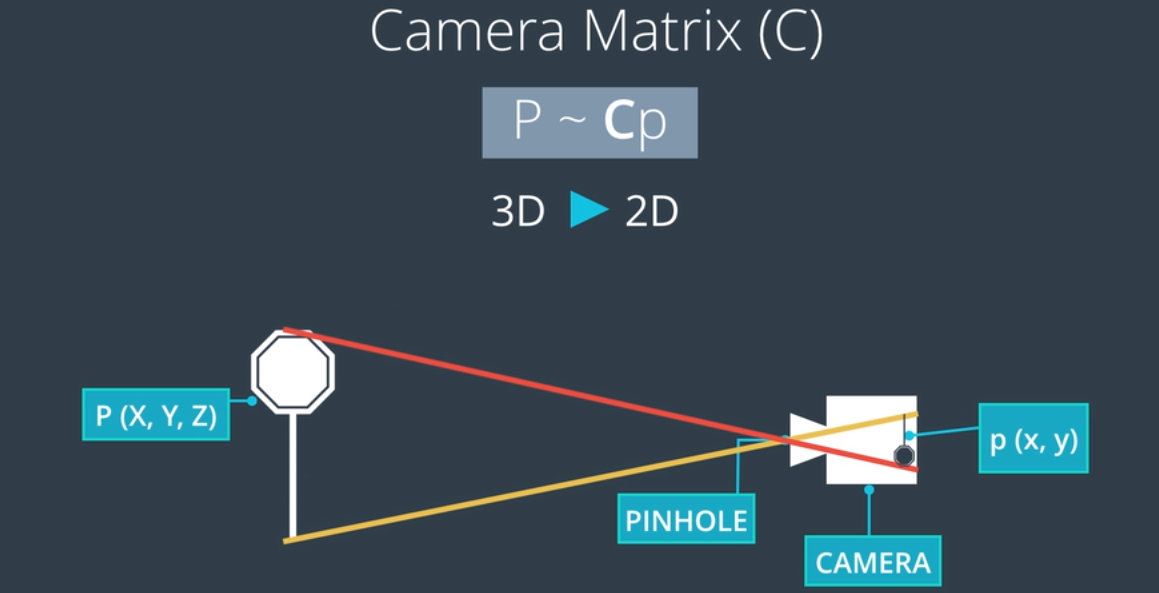 Camera Matrix (C)
P ~ Cp
3D 2D
P (X, Y, Z)
p (x, y)
PINHOLE
CAMERA